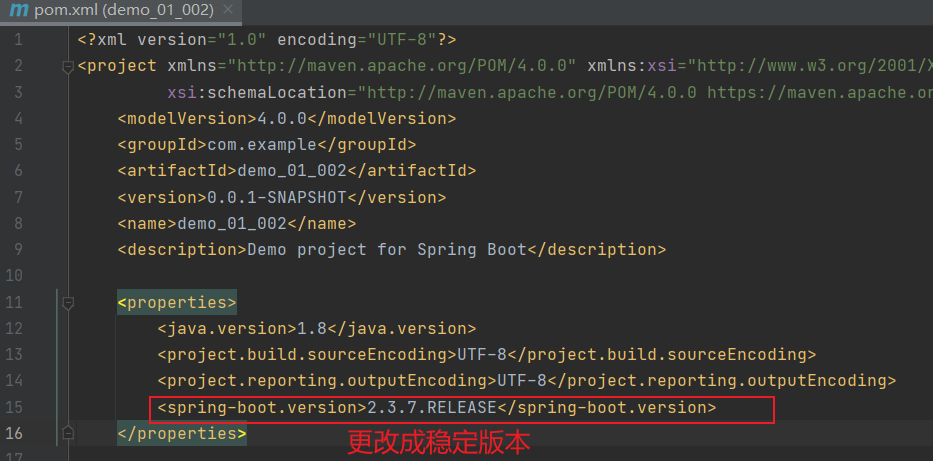 pom.xml (demo_01_002)
1 <?xml version="1.0" encoding="UTF-8"?>
2 <project xmlns="http://maven.apache.org/POM/4.0.0" xmlns:xsi="http://www.w3.org/2001/X
3 xsi:schemaLocation="http://maven.apache.org/POM/4.0.0 https://maven.apache.or
4 <modelVersion>4.0.0</modelVersion>
5 <groupId>com.example</groupId>
6 <artifactId>demo_01_002</artifactId>
7 <version>0.0.1-SNAPSHOT</version>
8 <name>demo_01_002</name>
9 <description>Demo project for Spring Boot</description>
10
11 <properties>
12 <java.version>1.8</java.version>
13 <project.build.sourceEncoding>UTF-8</project.build.sourceEncoding>
14 <project.reporting.outputEncoding>UTF-8</project.reporting.outputEncoding>
15 <spring-boot.version>2.3.7.RELEASE</spring-boot.version>
16 </properties>
更改成稳定版本
17